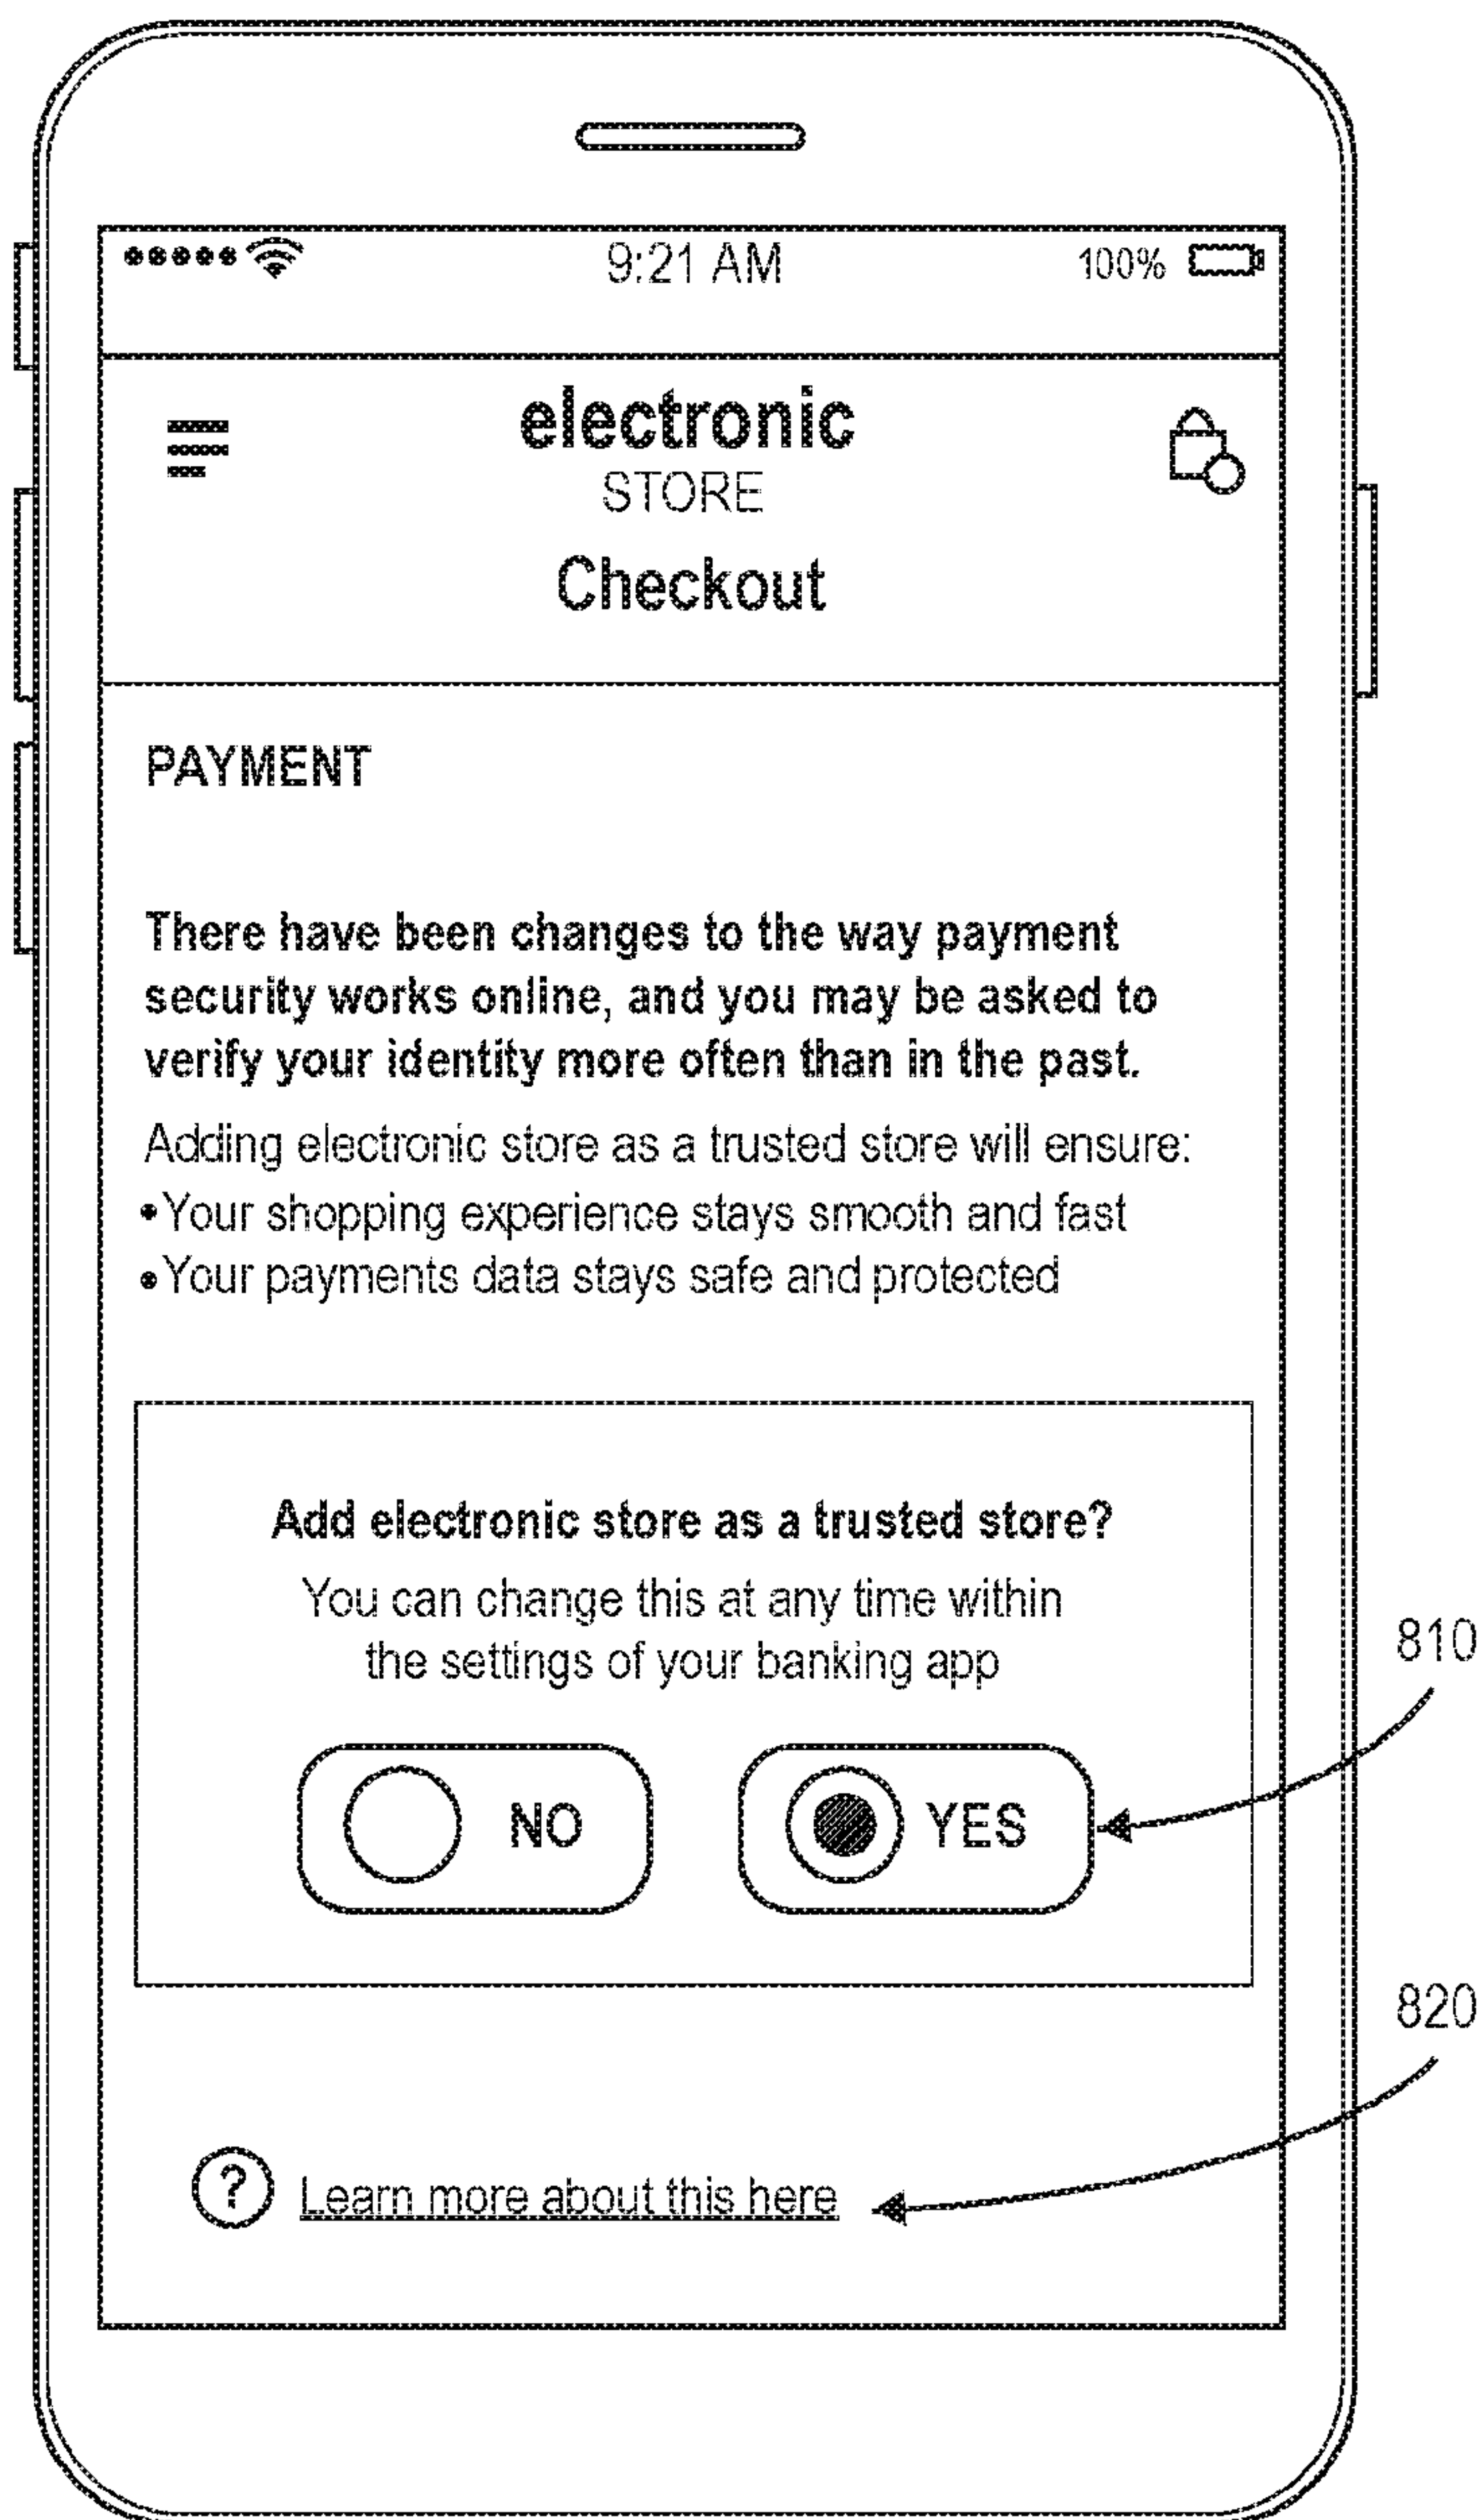 9:21 AM
100%
electronic
STORE
Checkout
PAYMENT
There have been changes to the way payment
security works online, and you may be asked to
verify your identity more often than in the past.
Adding electronic store as a trusted store will ensure:
•Your shopping experience stays smooth and fast
•Your payments data stays safe and protected
Add electronic store as a trusted store?
You can change this at any time within
the settings of your banking app
810
NO
YES
820
? Learn more about this here